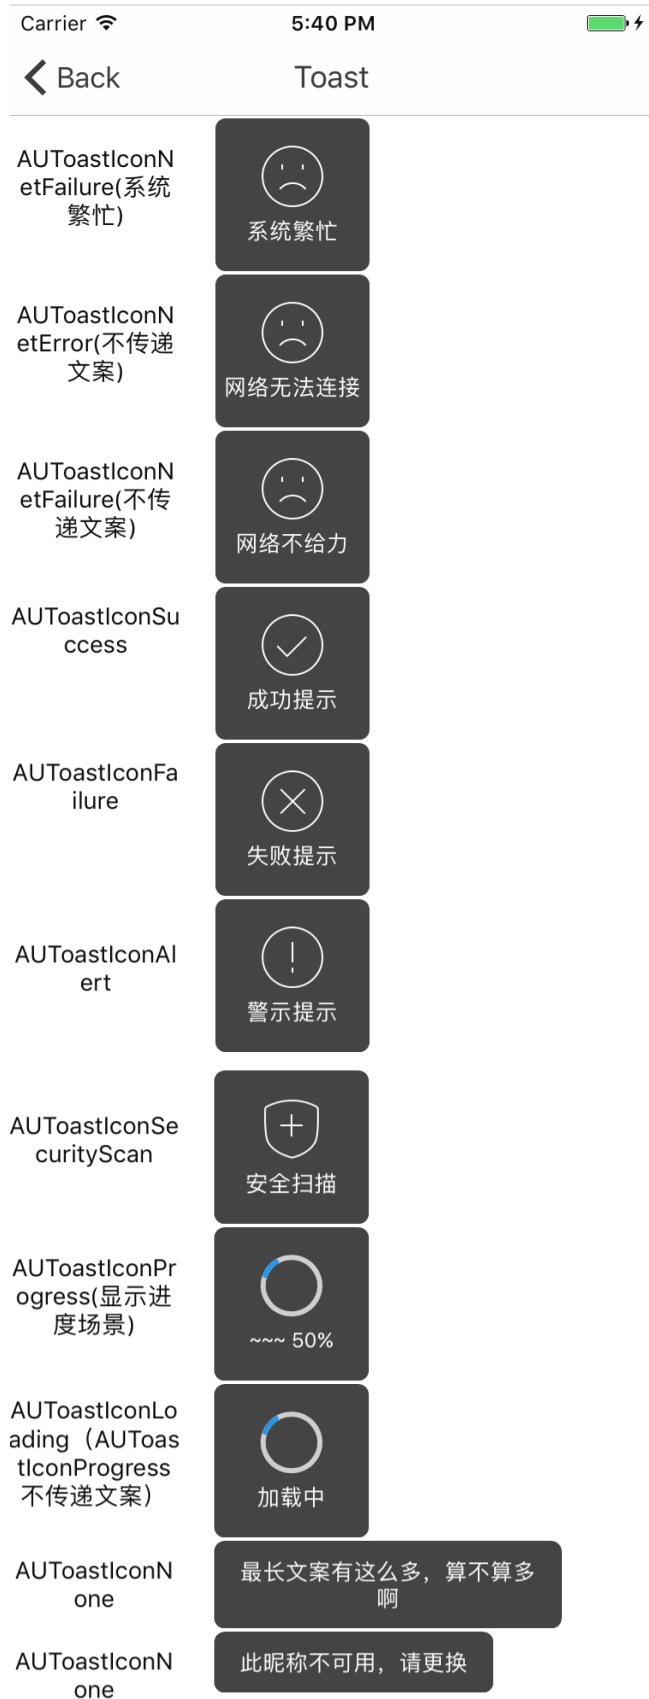 Carrier 5:40 PM
Back Toast
AUToastIconN
etFailure(系统
繁忙)
系统繁忙
AUToastIconN
etError(不传递
文案)
网络无法连接
AUToastIconN
etFailure(不传
递文案)
网络不给力
AUToastIconSu
ccess
成功提示
AUToastIconFa
ilure
失败提示
AUToastIconAl
ert
警示提示
AUToastIconSe
curityScan
安全扫描
AUToastIconPr
ogress(显示进
度场景)
~~~ 50%
AUToastIconLo
ading（AUToas
tIconProgress
不传递文案）
加载中
AUToastIconN
one
最长文案有这么多，算不算多
啊
AUToastIconN
one
此昵称不可用，请更换